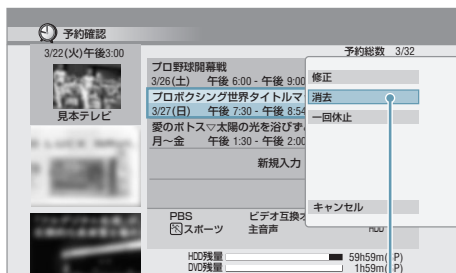 予約確認
3/22(火)午後3:00
予約総数 3/32
見本テレビ
プロ野球開幕戦
3/26(土) 午後 6:00 - 午後 9:00
プロボクシング世界タイトルマ
3/27(日) 午後 7:30 - 午後 8:54
愛のポトス▽太陽の光を浴びず
月~金 午後 1:30 - 午後 2:00
新規入力
修正
消去
一回休止
キャンセル
PBS ビデオ互換
スポーツ 主音声 HDD
HDD残量 59h59m( P)
DVD残量 1h59m( P)